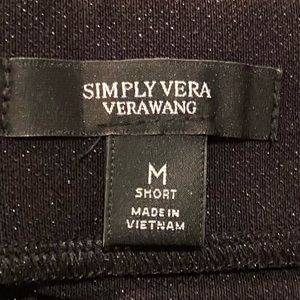 SIMPLY VERA
VERAWANG
M
SHORT
MADE IN
VIETNAM